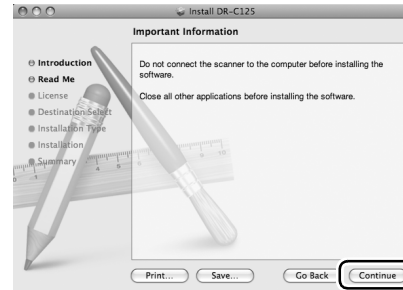 Install DR-C125
Important Information
Introduction
Read Me
License
Destination Select
Installation Type
Installation
Summary
Do not connect the scanner to the computer before installing the
software.
Close all other applications before installing the software.
Print...
Save...
Go Back
Continue